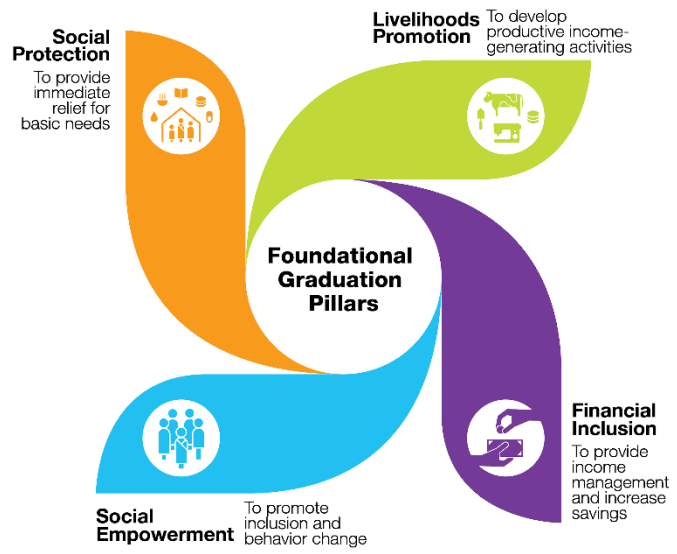 Social
Protection
To provide
immediate
relief for
basic needs
Livelihoods
Promotion
To develop
productive income-
generating activities
Foundational
Graduation
Pillars
Financial
Inclusion
To provide
income
management
and increase
savings
Social
Empowerment
To promote
inclusion and
behavior change